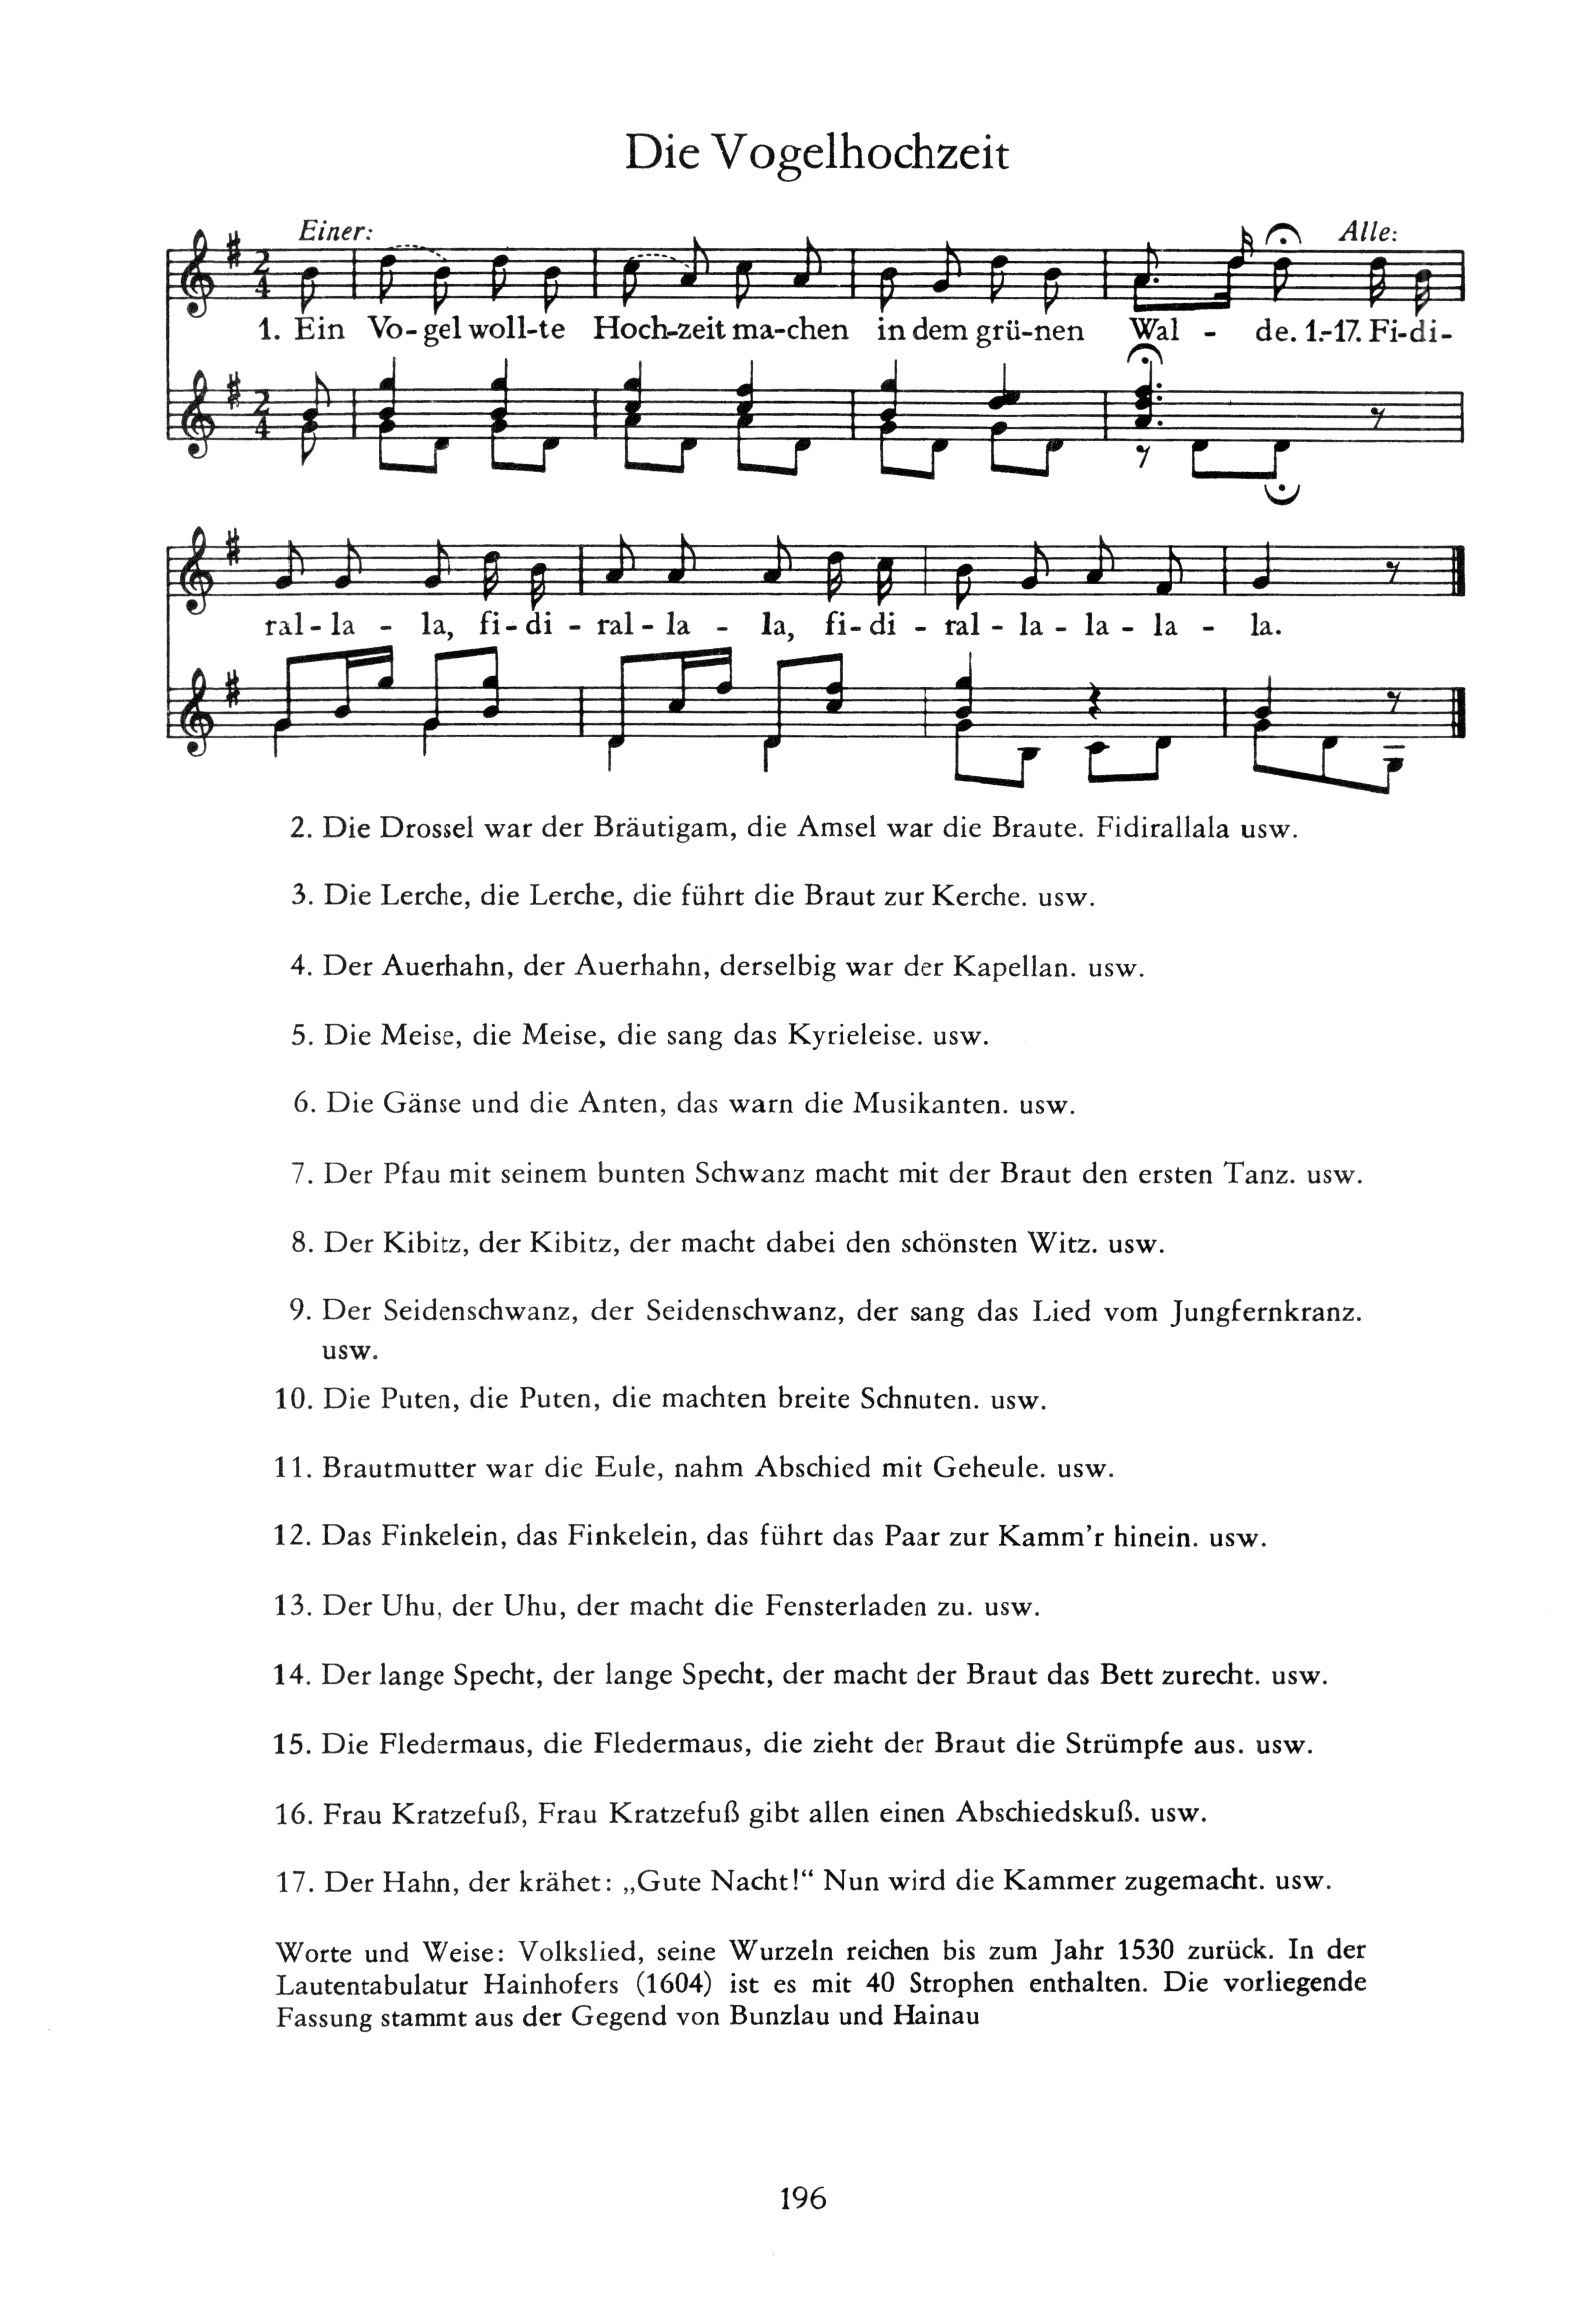 Die Vogelhochzeit
Einer:
Alle:
1. Ein Vo-gel woll-te Hoch-zeit ma-chen in dem grü-nen Wal - de. 1.-17. Fi-di-
ral - la - la, fi-di - ral - la - la, fi-di - ral - la - la - la - la.
2. Die Drossel war der Bräutigam, die Amsel war die Braute. Fidirallala usw.
3. Die Lerche, die Lerche, die führt die Braut zur Kerche. usw.
4. Der Auerhahn, der Auerhahn, derselbig war der Kapellan. usw.
5. Die Meise, die Meise, die sang das Kyrieleise. usw.
6. Die Gänse und die Anten, das warn die Musikanten. usw.
7. Der Pfau mit seinem bunten Schwanz macht mit der Braut den ersten Tanz. usw.
8. Der Kibitz, der Kibitz, der macht dabei den schönsten Witz. usw.
9. Der Seidenschwanz, der Seidenschwanz, der sang das Lied vom Jungfernkranz.
usw.
10. Die Puten, die Puten, die machten breite Schnuten. usw.
11. Brautmutter war die Eule, nahm Abschied mit Geheule. usw.
12. Das Finkelein, das Finkelein, das führt das Paar zur Kamm'r hinein. usw.
13. Der Uhu, der Uhu, der macht die Fensterladen zu. usw.
14. Der lange Specht, der lange Specht, der macht der Braut das Bett zurecht. usw.
15. Die Fledermaus, die Fledermaus, die zieht der Braut die Strümpfe aus. usw.
16. Frau Kratzefuß, Frau Kratzefuß gibt allen einen Abschiedskuß. usw.
17. Der Hahn, der krähet: „Gute Nacht!“ Nun wird die Kammer zugemacht. usw.
Worte und Weise: Volkslied, seine Wurzeln reichen bis zum Jahr 1530 zurück. In der
Lautentabulatur Hainhofers (1604) ist es mit 40 Strophen enthalten. Die vorliegende
Fassung stammt aus der Gegend von Bunzlau und Hainau
196